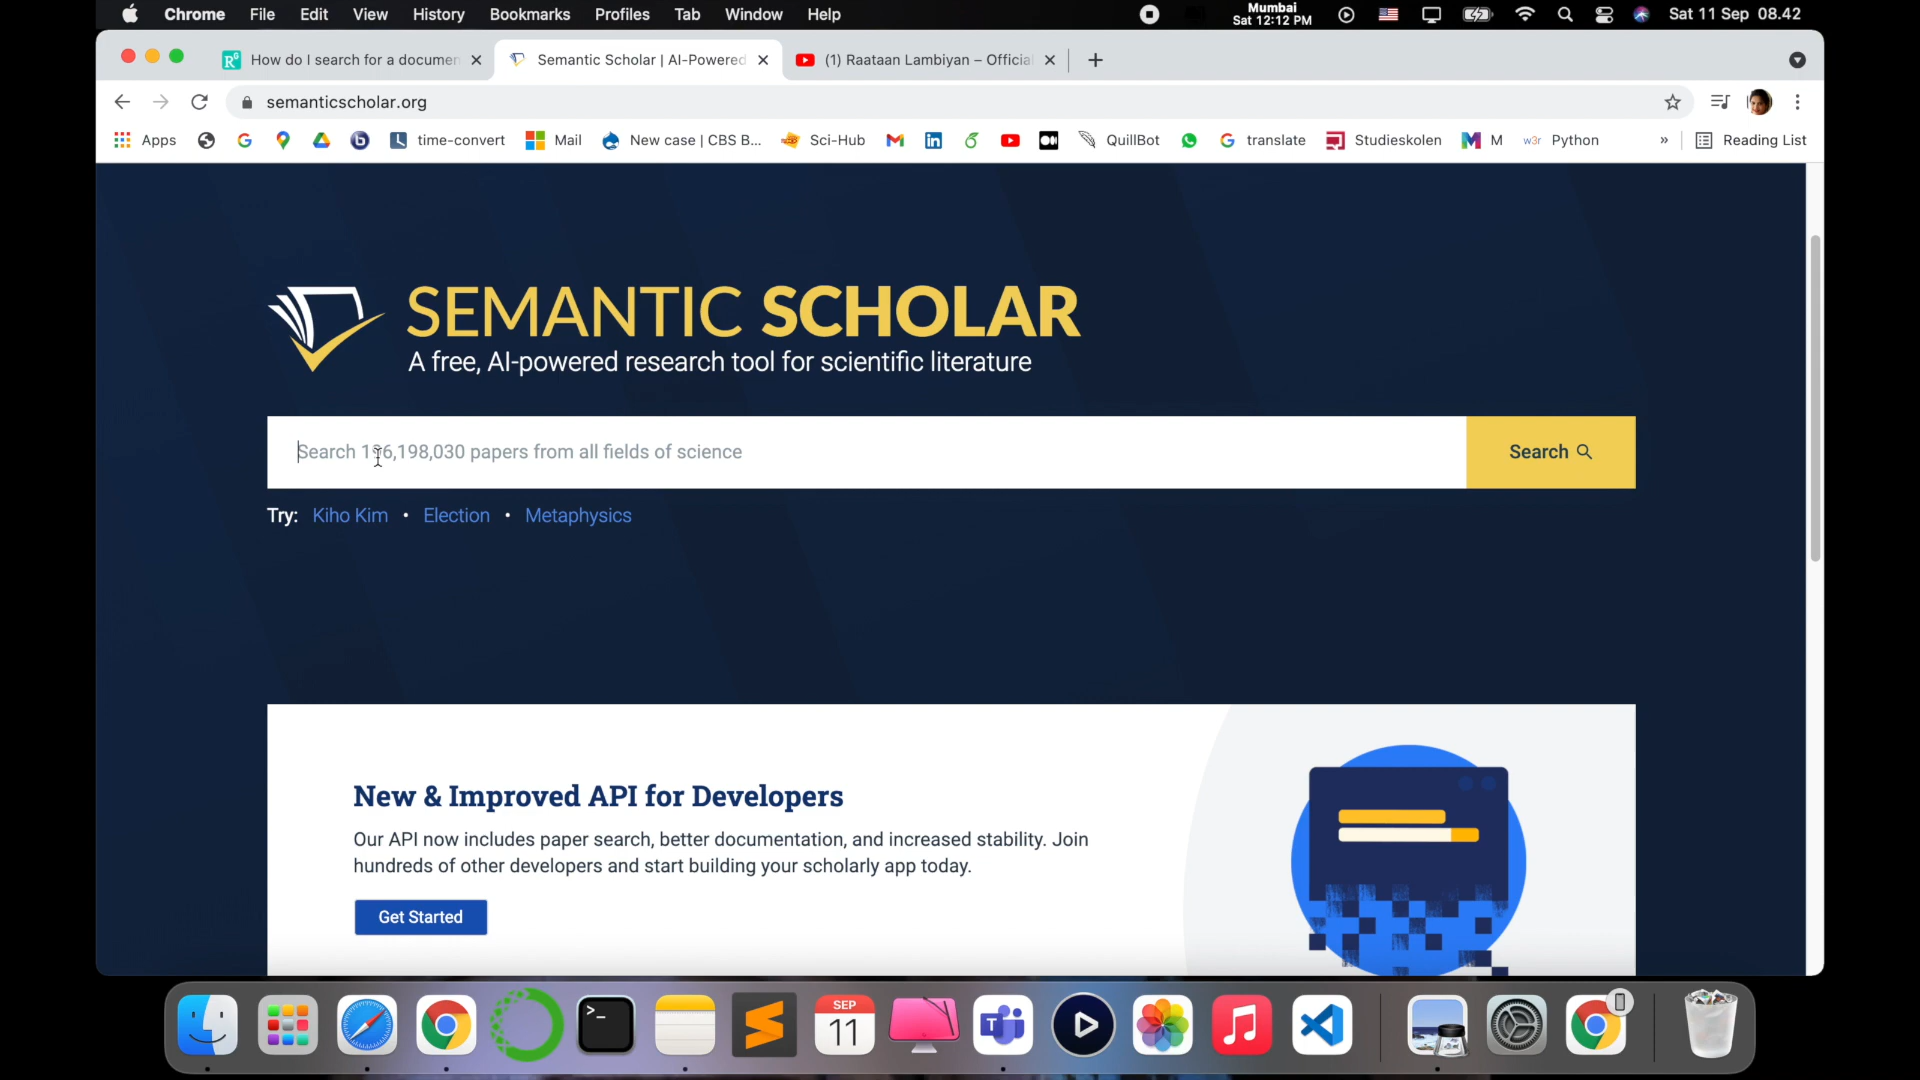 Chrome File Edit View History Bookmarks Profiles Tab Window Help
Mumbai
Sat 12:12 PM
Sat 11 Sep 08.42
How do I search for a documen
Semantic Scholar | AI-Powered
(1) Raataan Lambiyan – Official
semanticscholar.org
Apps
time-convert
Mail
New case | CBS B...
Sci-Hub
QuillBot
translate
Studieskolen
M
w3r Python
»
Reading List
SEMANTIC SCHOLAR
A free, AI-powered research tool for scientific literature
Search 196,198,030 papers from all fields of science
Search
Try: Kiho Kim • Election • Metaphysics
New & Improved API for Developers
Our API now includes paper search, better documentation, and increased stability. Join
hundreds of other developers and start building your scholarly app today.
Get Started
SEP
11